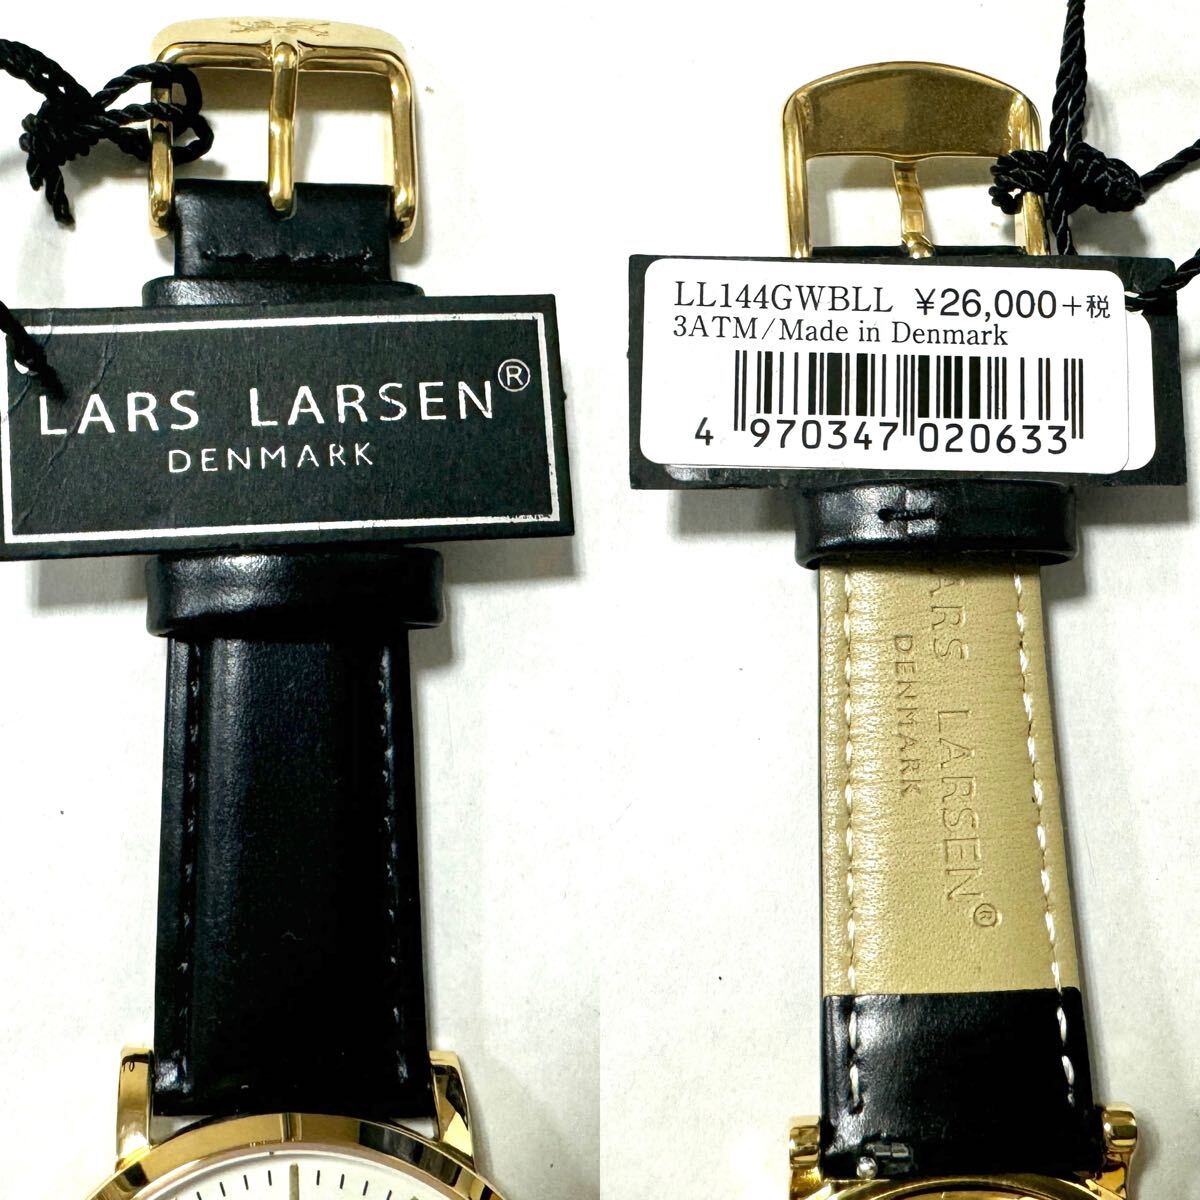 LARS LARSEN®
DENMARK
LL144GWBLL ¥26,000+税
3ATM/Made in Denmark
4 970347 020633
LARS LARSEN®
DENMARK